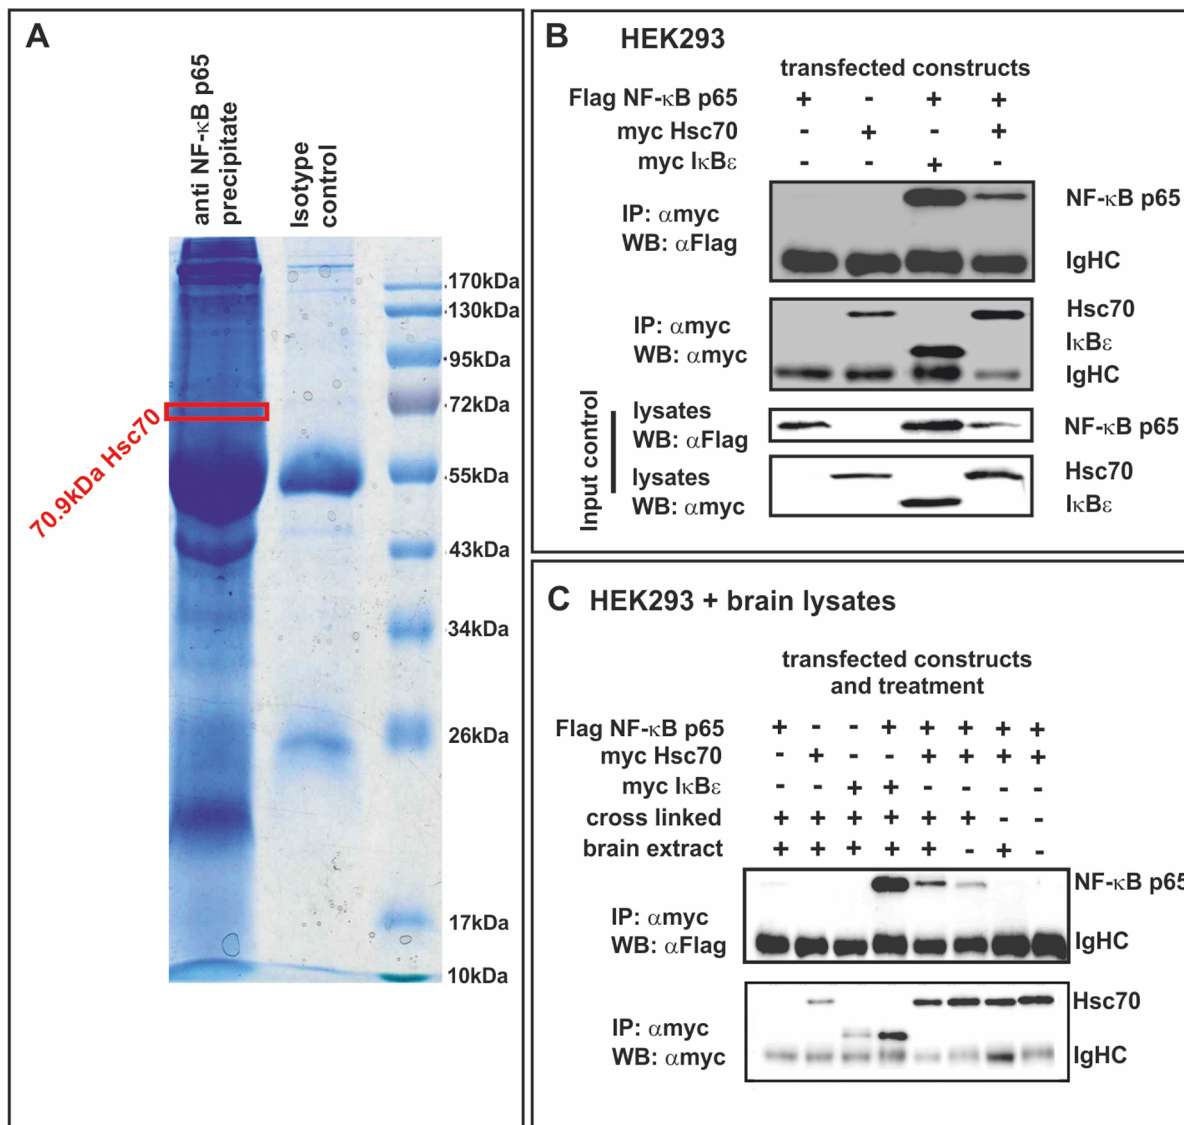 A
anti NF-κB p65
precipitate
Isotype
control
170kDa
130kDa
95kDa
72kDa
70.9kDa Hsc70
55kDa
43kDa
34kDa
26kDa
17kDa
10kDa
B HEK293
transfected constructs
Flag NF-κB p65 + - + +
myc Hsc70 - + - +
myc IκBε - - + -
IP: αmyc
WB: αFlag
NF-κB p65
IgHC
IP: αmyc
WB: αmyc
Hsc70
IκBε
IgHC
Input control
lysates
WB: αFlag
NF-κB p65
lysates
WB: αmyc
Hsc70
IκBε
C HEK293 + brain lysates
transfected constructs
and treatment
Flag NF-κB p65 + - - + + + + +
myc Hsc70 - + - - + + + +
myc IκBε - - + + - - - -
cross linked + + + + + + - -
brain extract + + + + + - + -
IP: αmyc
WB: αFlag
NF-κB p65
IgHC
IP: αmyc
WB: αmyc
Hsc70
IgHC